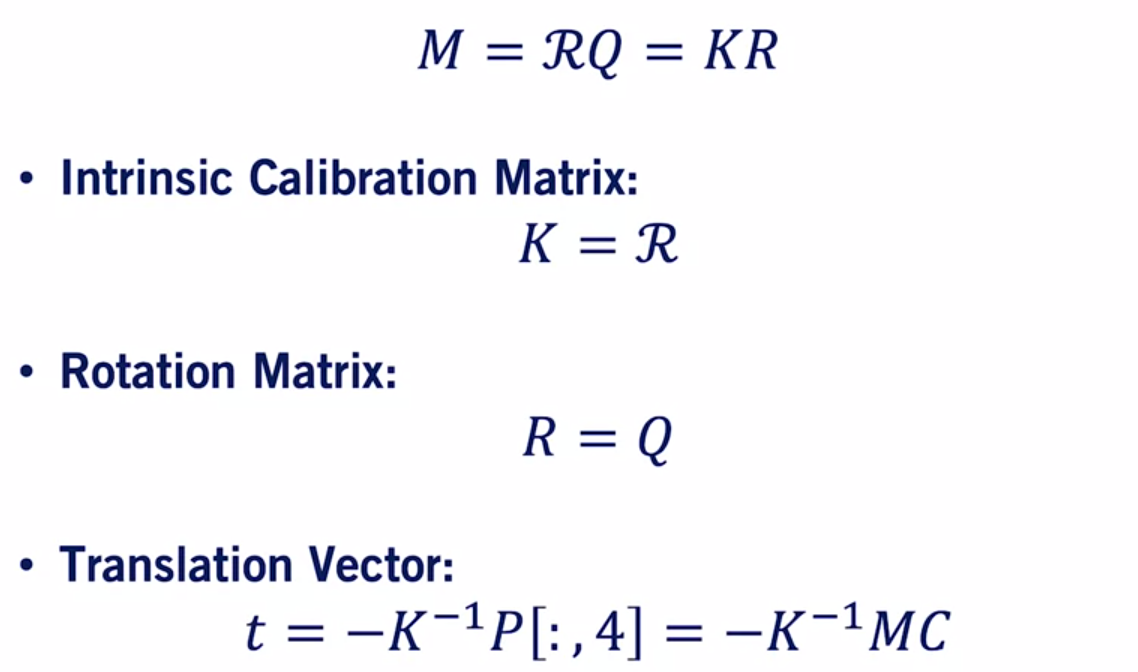 M = ℛQ = KR
• Intrinsic Calibration Matrix:
K = ℛ
• Rotation Matrix:
R = Q
• Translation Vector:
t = −K⁻¹P[:,4] = −K⁻¹MC